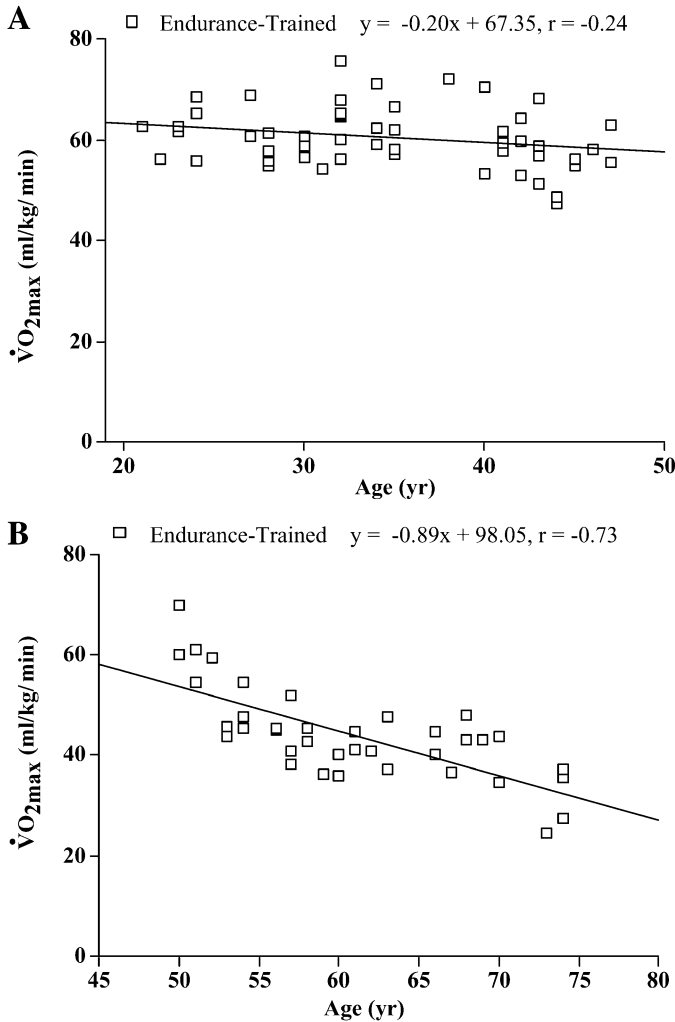 A
Endurance-Trained y = -0.20x + 67.35, r = -0.24
80
60
40
20
0
V̇O2max (ml/kg/min)
20 30 40 50
Age (yr)
B
Endurance-Trained y = -0.89x + 98.05, r = -0.73
80
60
40
20
0
V̇O2max (ml/kg/min)
45 50 55 60 65 70 75 80
Age (yr)